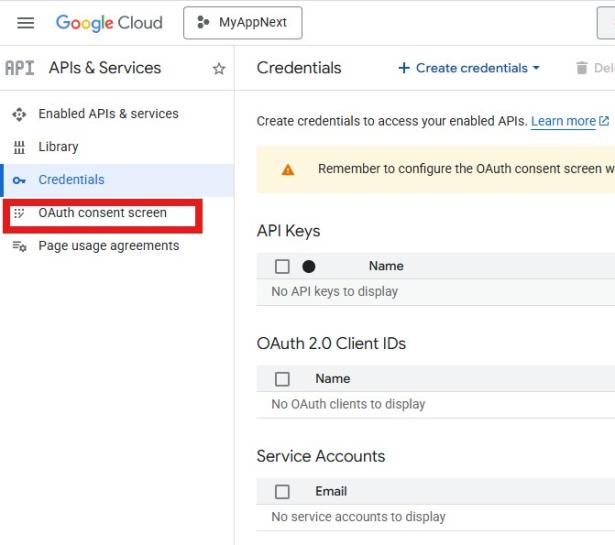 Google Cloud
MyAppNext
API APIs & Services
Credentials
+ Create credentials
Enabled APIs & services
Library
Credentials
OAuth consent screen
Page usage agreements
Create credentials to access your enabled APIs. Learn more
Remember to configure the OAuth consent screen
API Keys
Name
No API keys to display
OAuth 2.0 Client IDs
Name
No OAuth clients to display
Service Accounts
Email
No service accounts to display